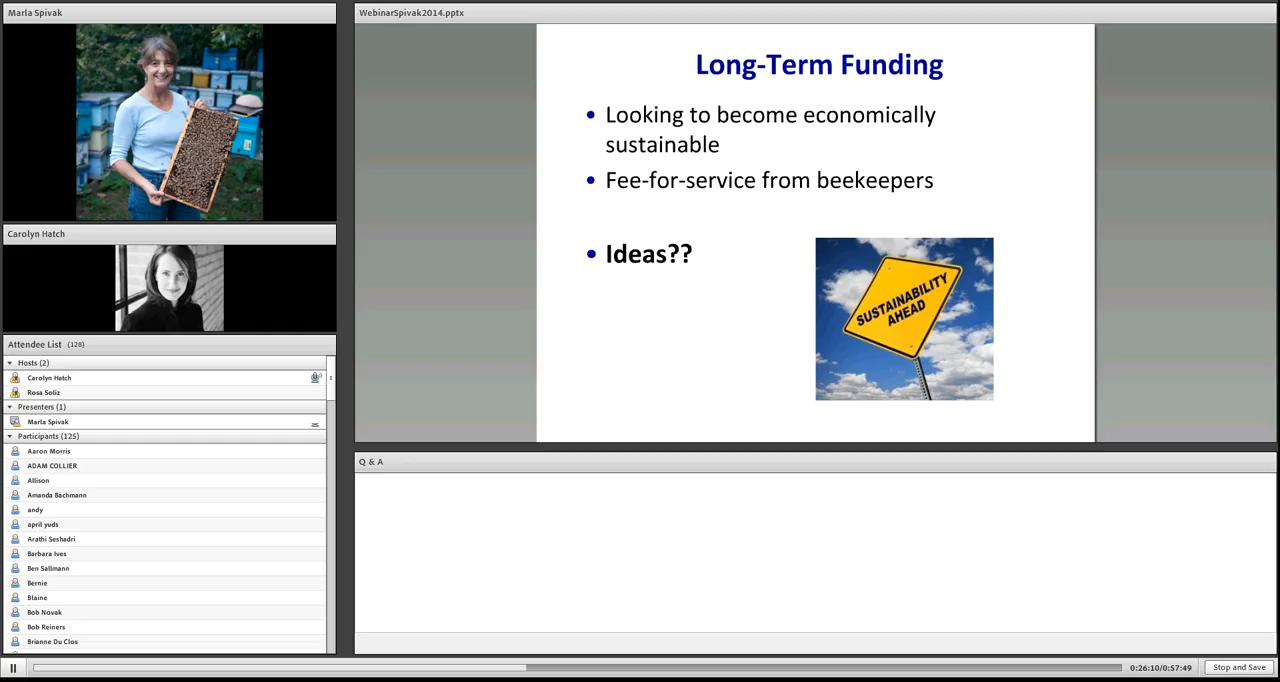 Marla Spivak
Carolyn Hatch
Attendee List (128)
Hosts (2)
Carolyn Hatch
Rosa Soliz
Presenters (1)
Marla Spivak
Participants (125)
Aaron Morris
ADAM COLLIER
Allison
Amanda Bachmann
andy
april yuds
Arathi Seshadri
Barbara Ives
Ben Sallmann
Bernie
Blaine
Bob Novak
Bob Reiners
Brianne Du Clos
WebinarSpivak2014.pptx
Long-Term Funding
• Looking to become economically
sustainable
• Fee-for-service from beekeepers
• Ideas??
SUSTAINABILITY
AHEAD
Q & A
0:26:10/0:57:49
Stop and Save